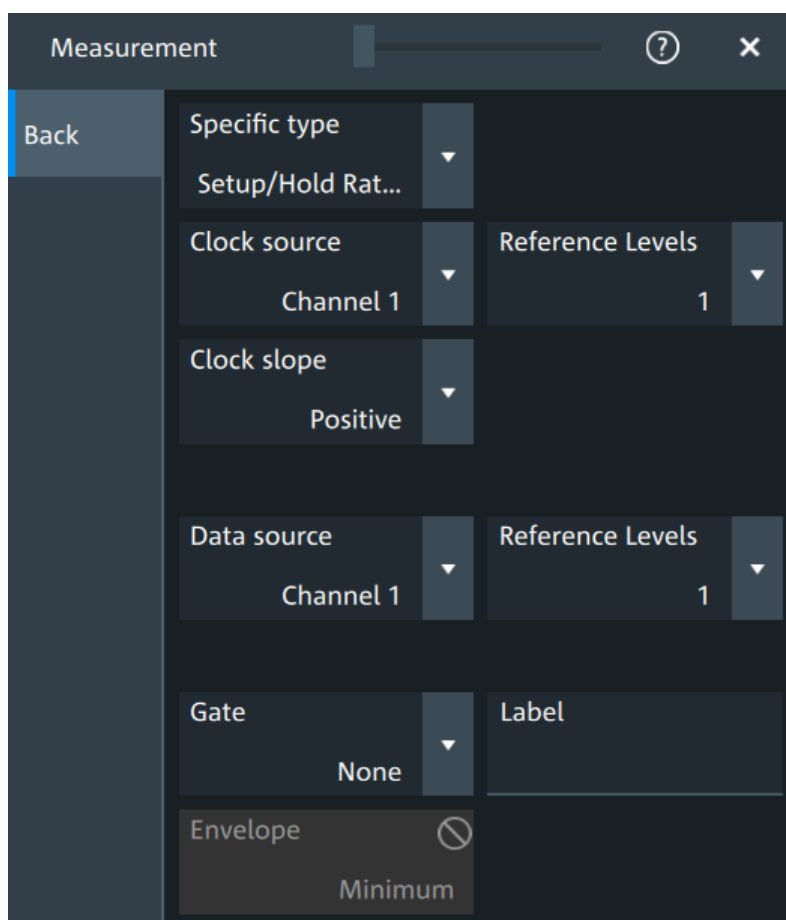 Measurement
Back
Specific type
Setup/Hold Rat...
Clock source
Channel 1
Reference Levels
1
Clock slope
Positive
Data source
Channel 1
Reference Levels
1
Gate
None
Label
Envelope
Minimum